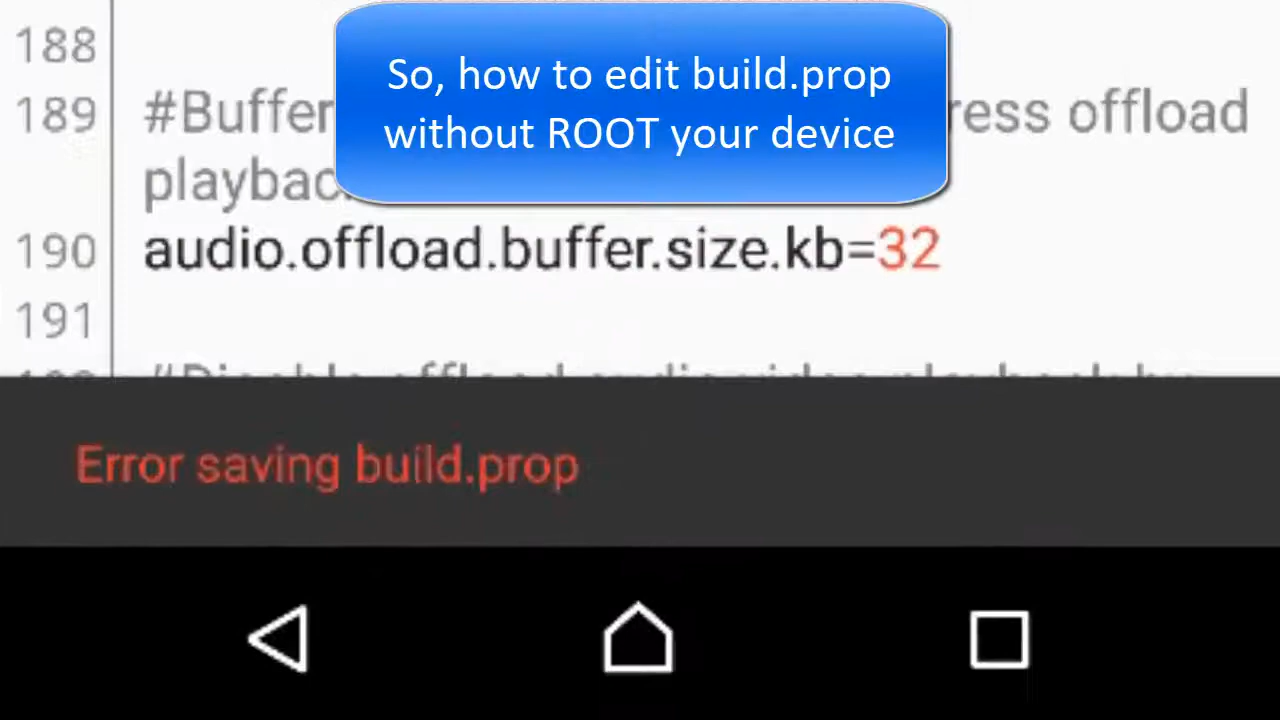 188
So, how to edit build.prop
without ROOT your device
189 #Buffer ress offload
playbac
190 audio.offload.buffer.size.kb=32
191
Error saving build.prop